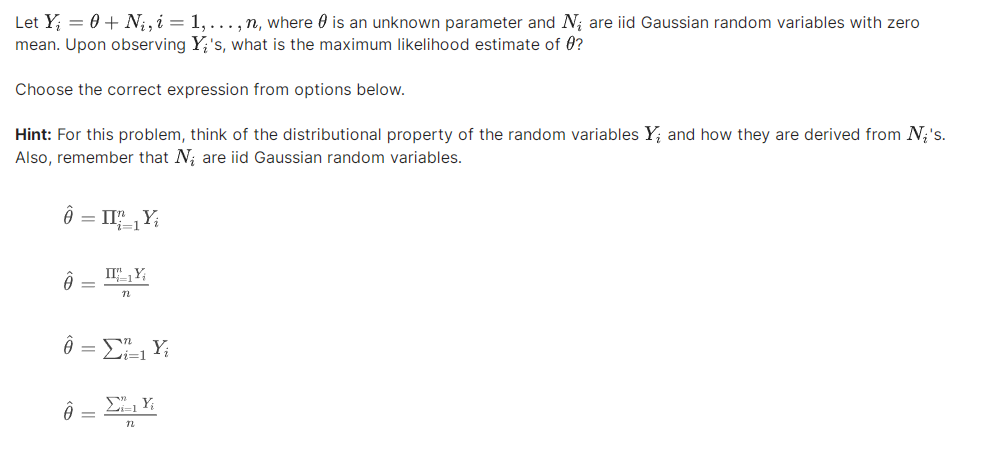 Let $Y_i = \theta + N_i, i = 1, \ldots, n$, where $\theta$ is an unknown parameter and $N_i$ are iid Gaussian random variables with zero
mean. Upon observing $Y_i$'s, what is the maximum likelihood estimate of $\theta$?
Choose the correct expression from options below.
Hint: For this problem, think of the distributional property of the random variables $Y_i$ and how they are derived from $N_i$'s.
Also, remember that $N_i$ are iid Gaussian random variables.
$\hat{\theta} = \Pi_{i=1}^n Y_i$
$\hat{\theta} = \frac{\Pi_{i=1}^n Y_i}{n}$
$\hat{\theta} = \sum_{i=1}^n Y_i$
$\hat{\theta} = \frac{\sum_{i=1}^n Y_i}{n}$